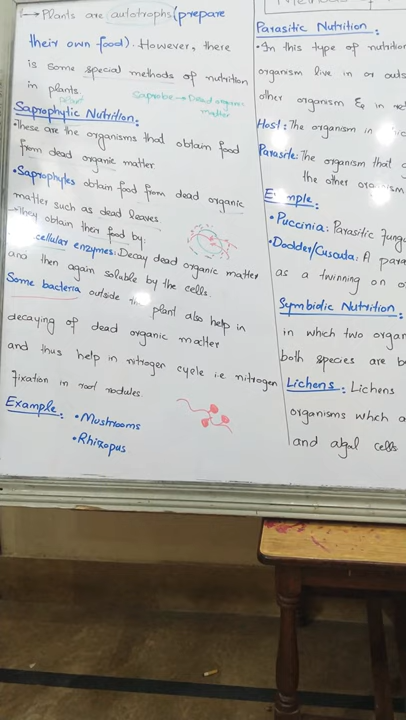 → Plants are autotrophs (prepare
their own food). However, there
is some special methods of nutrition
in plants.
Saprobe → Dead organic
matter
Saprophytic Nutrition:
• These are the organisms that obtain food
from dead organic matter
• Saprophytes obtain food from dead organic
matter such as dead leaves.
They obtain their food by:
cellular enzymes: Decay dead organic matter
and then again soluble by the cells.
Some bacteria outside the plant also help in
decaying of dead organic matter
and thus help in nitrogen cycle i.e nitrogen
fixation in root nodules.
Example: • Mushrooms
• Rhizopus
Parasitic Nutrition:
• In this type of nutrition
organism live in or outs
other organism &
Host: The organism in
Parasite: The organism that
the other organism
Example:
• Puccinia: Parasitic fung
• Dodder/Cuscuta: A para
as a twinning on o
Symbiotic Nutrition:
in which two organ
both species are b
Lichens: Lichens
organisms which a
and algal cells